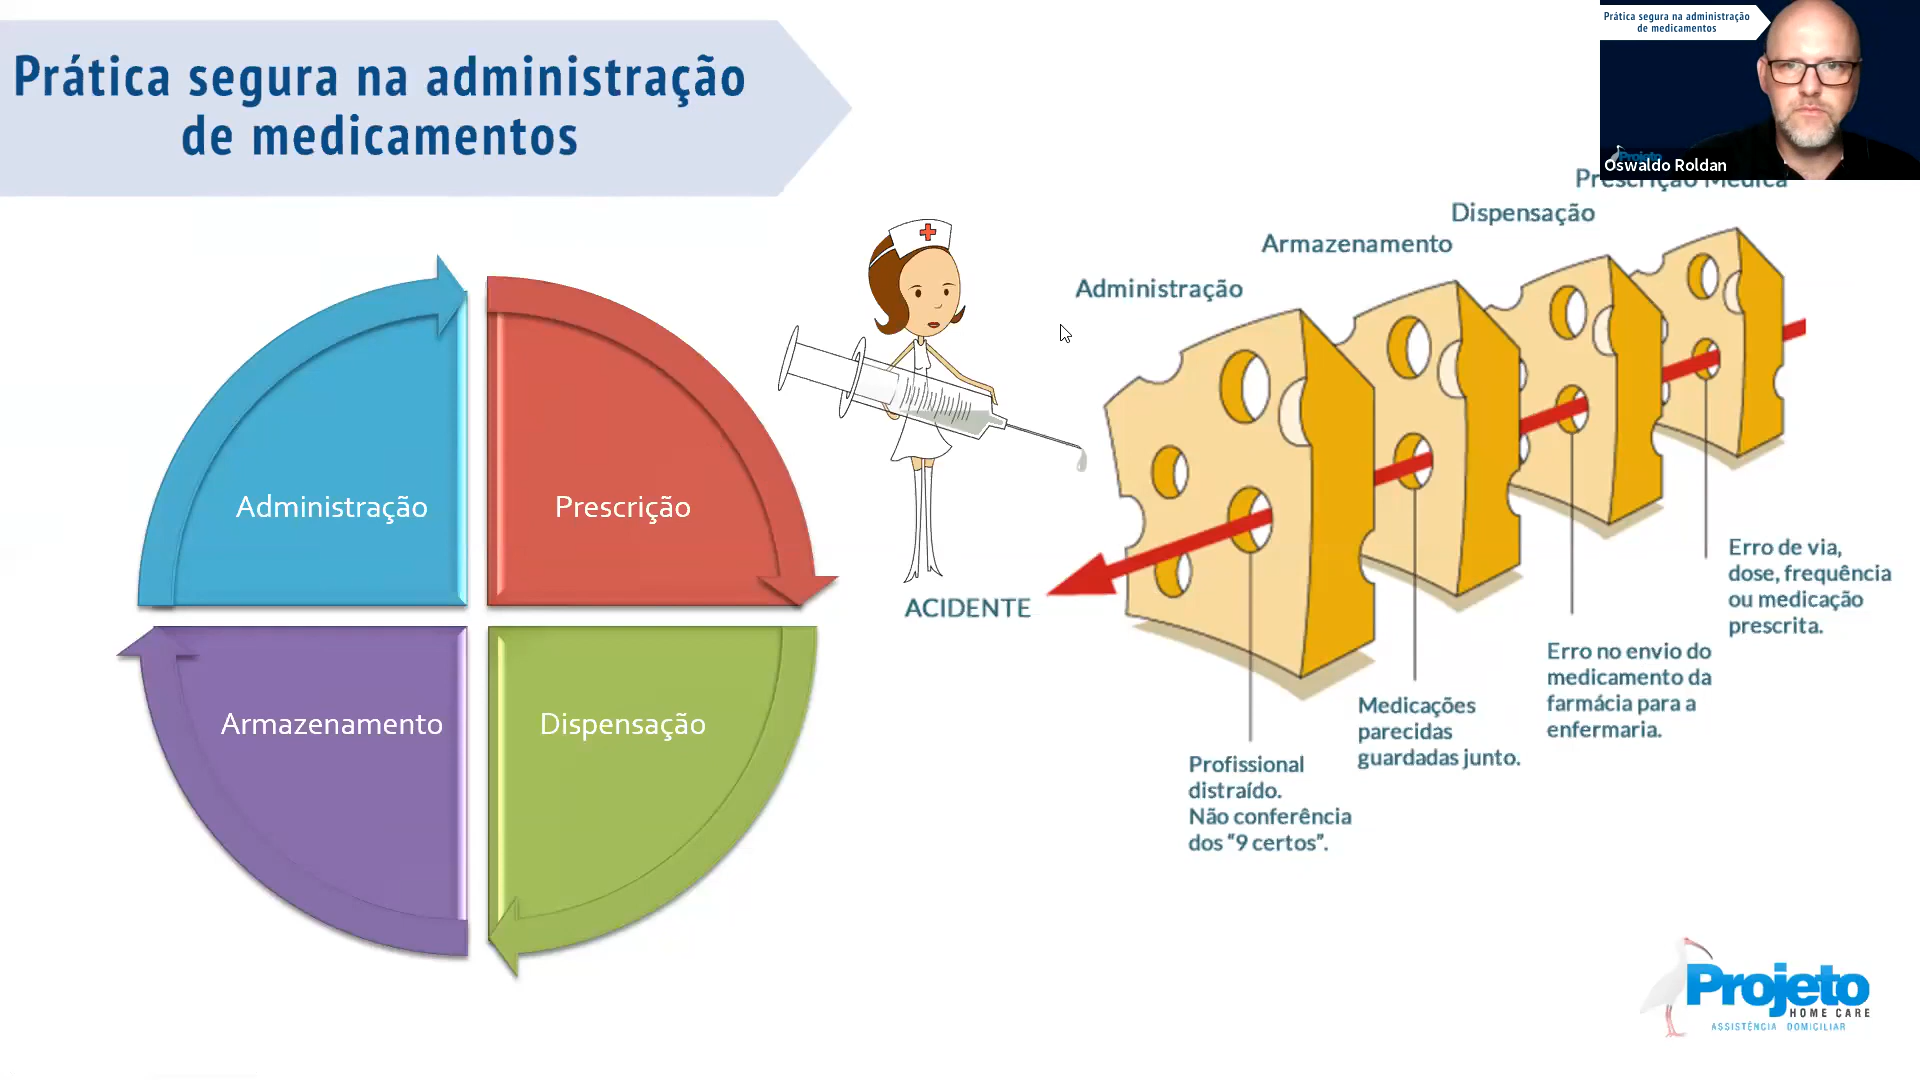 Prática segura na administração
de medicamentos
Prática segura na administração
de medicamentos
Oswaldo Roldan
Prescrição Médica
Dispensação
Armazenamento
Administração
Administração
Prescrição
Armazenamento
Dispensação
ACIDENTE
Erro de via,
dose, frequência
ou medicação
prescrita.
Erro no envio do
medicamento da
farmácia para a
enfermaria.
Medicações
parecidas
guardadas junto.
Profissional
distraído.
Não conferência
dos “9 certos”.
Projeto
HOME CARE
ASSISTÊNCIA DOMICILIAR